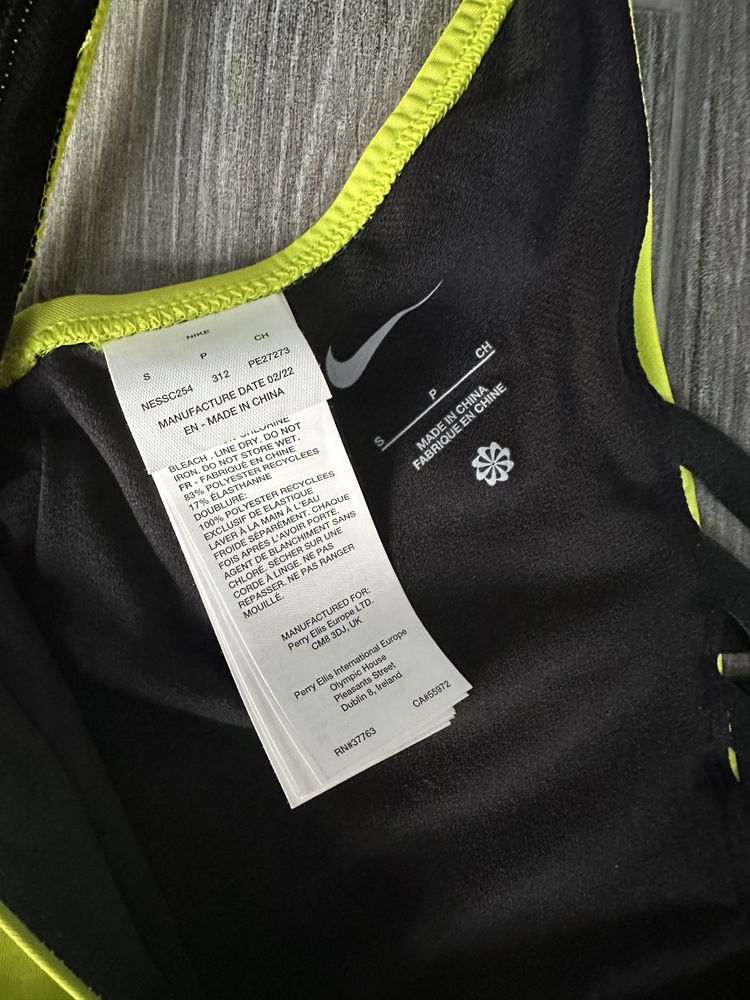 NIKE
S P CH
NESSC254 312 PE27273
MANUFACTURE DATE 02/22
EN - MADE IN CHINA
CHLORINE
BLEACH . LINE DRY. DO NOT
IRON. DO NOT STORE WET.
FR - FABRIQUÉ EN CHINE
83% POLYESTER RECYCLEES
17% ÉLASTHANNE
DOUBLURE:
100% POLYESTER RECYCLEES
EXCLUSIF DE ELASTIQUE
LAVER À LA MAIN À L'EAU
FROIDE SÉPARÉMENT. CHAQUE
FOIS APRÈS L'AVOIR PORTÉ.
AGENT DE BLANCHIMENT SANS
CHLORE, SÉCHER SUR UNE
CORDE À LINGE. NE PAS
REPASSER. NE PAS RANGER
MOUILLÉ.
MANUFACTURED FOR:
Perry Ellis Europe LTD.
CM8 3DJ, UK
Perry Ellis International Europe
Olympic House
Pleasants Street
Dublin 8, Ireland
RN#37763 CA#55972
S P CH
MADE IN CHINA
FABRIQUÉ EN CHINE